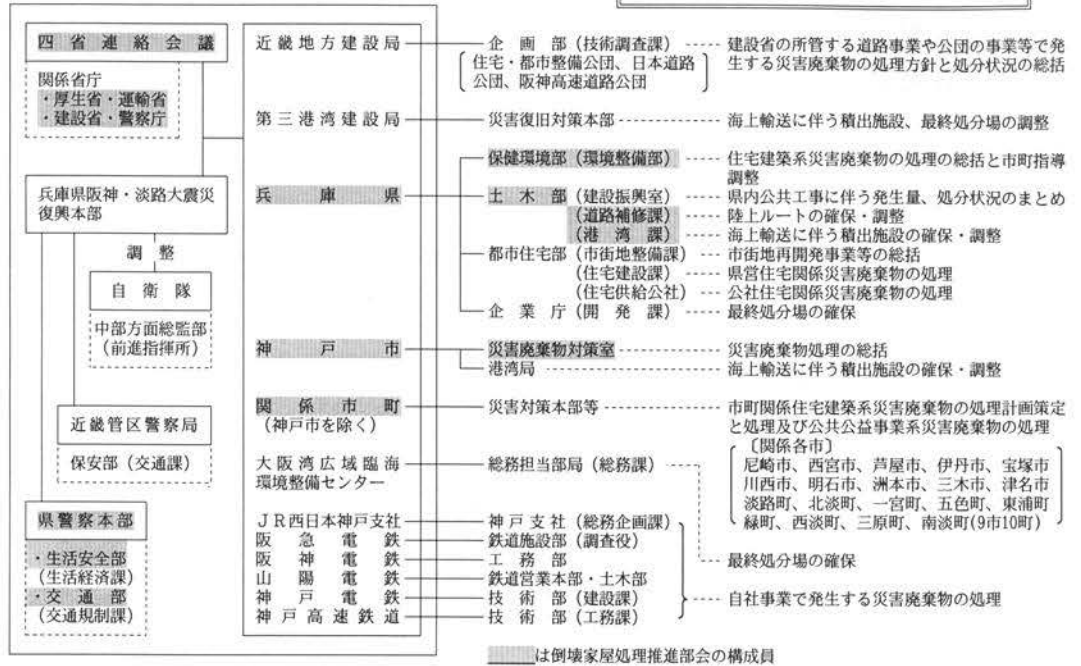 四省連絡会議
関係省庁
・厚生省・運輸省
・建設省・警察庁
兵庫県阪神・淡路大震災
復興本部
調整
自衛隊
中部方面総監部
（前進指揮所）
近畿管区警察局
保安部（交通課）
県警察本部
・生活安全部
（生活経済課）
・交通部
（交通規制課）
近畿地方建設局
企画部（技術調査課）
住宅・都市整備公団、日本道路
公団、阪神高速道路公団
建設省の所管する道路事業や公団の事業等で発
生する災害廃棄物の処理方針と処分状況の総括
第三港湾建設局
災害復旧対策本部
海上輸送に伴う積出施設、最終処分場の調整
兵庫県
保健環境部（環境整備部）
住宅建築系災害廃棄物の処理の総括と市町指導
調整
土木部（建設振興室）
県内公共工事に伴う発生量、処分状況のまとめ
（道路補修課）
陸上ルートの確保・調整
（港湾課）
海上輸送に伴う積出施設の確保・調整
都市住宅部（市街地整備課）
市街地再開発事業等の総括
（住宅建設課）
県営住宅関係災害廃棄物の処理
（住宅供給公社）
公社住宅関係災害廃棄物の処理
企業庁（開発課）
最終処分場の確保
神戸市
災害廃棄物対策室
災害廃棄物処理の総括
港湾局
海上輸送に伴う積出施設の確保・調整
関係市町
（神戸市を除く）
災害対策本部等
市町関係住宅建築系災害廃棄物の処理計画策定
と処理及び公共公益事業系災害廃棄物の処理
〔関係各市〕
尼崎市、西宮市、芦屋市、伊丹市、宝塚市
川西市、明石市、洲本市、三木市、津名市
淡路町、北淡町、一宮町、五色町、東浦町
緑町、西淡町、三原町、南淡町(9市10町)
大阪湾広域臨海
環境整備センター
総務担当部局（総務課）
最終処分場の確保
ＪＲ西日本神戸支社
神戸支社（総務企画課）
阪急電鉄
鉄道施設部（調査役）
阪神電鉄
工務部
山陽電鉄
鉄道営業本部・土木部
神戸電鉄
技術部（建設課）
神戸高速鉄道
技術部（工務課）
自社事業で発生する災害廃棄物の処理
は倒壊家屋処理推進部会の構成員